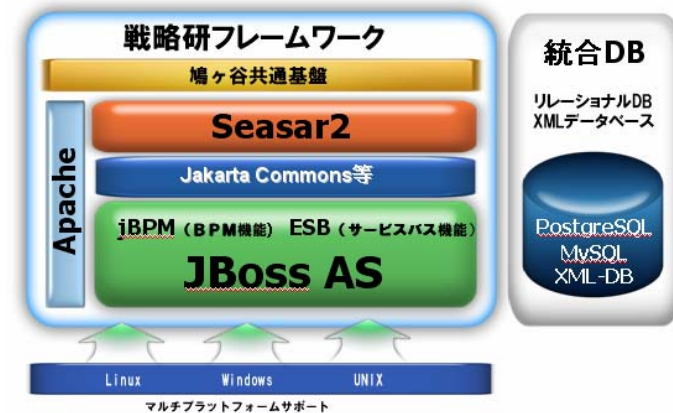 戦略研フレームワーク
鳩ヶ谷共通基盤
Apache
Seasar2
Jakarta Commons等
jBPM (BPM機能) ESB (サービスバス機能)
JBoss AS
Linux Windows UNIX
マルチプラットフォームサポート
統合DB
リレーショナルDB
XMLデータベース
PostgreSQL
MySQL
XML-DB